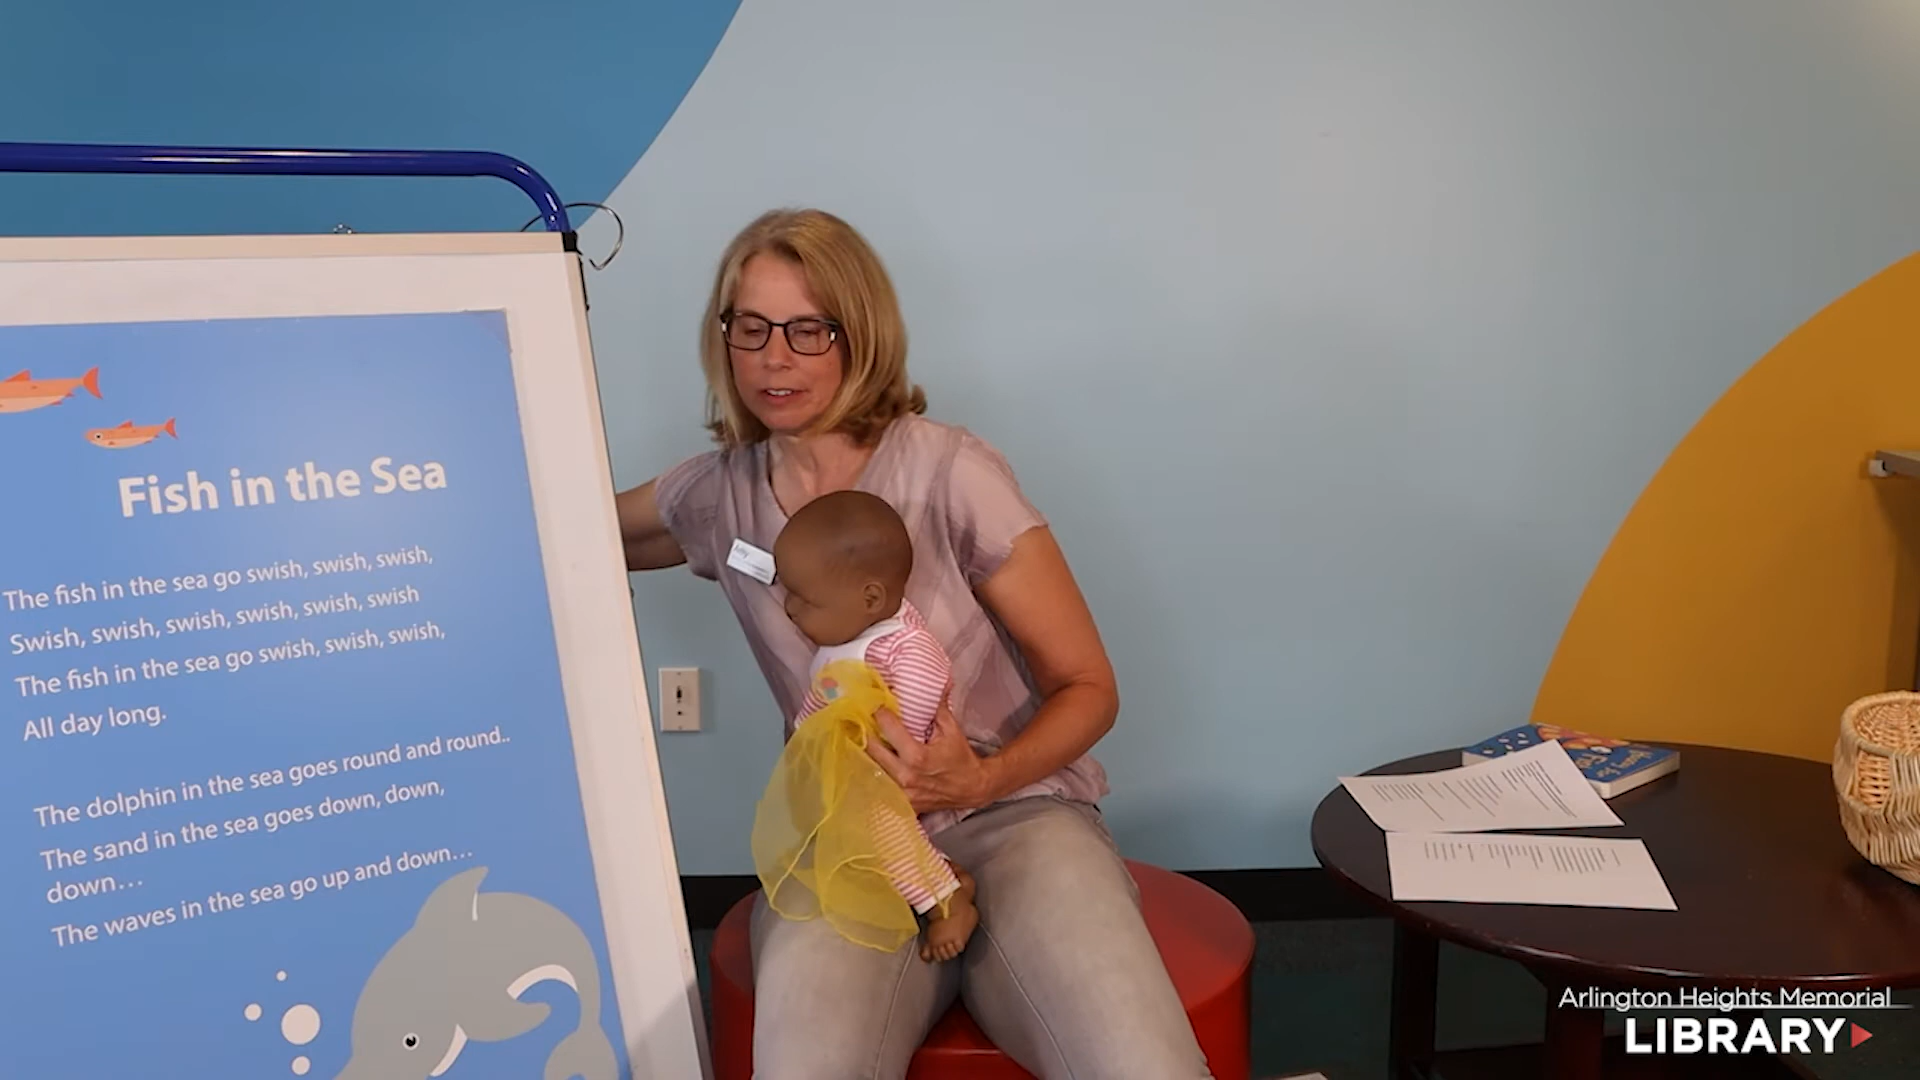 Fish in the Sea
The fish in the sea go swish, swish, swish,
Swish, swish, swish, swish, swish, swish
The fish in the sea go swish, swish, swish,
All day long.
The dolphin in the sea goes round and round..
The sand in the sea goes down, down,
down…
The waves in the sea go up and down…
Arlington Heights Memorial
LIBRARY